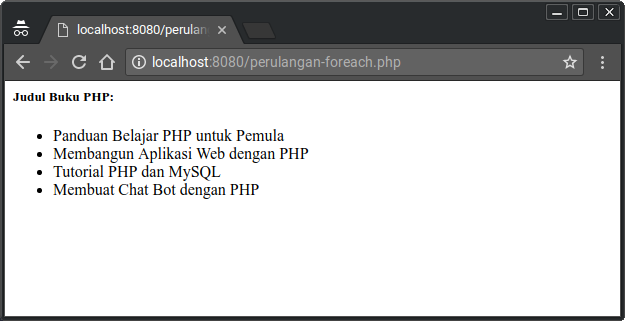 localhost:8080/perulan
localhost:8080/perulangan-foreach.php
Judul Buku PHP:
Panduan Belajar PHP untuk Pemula
Membangun Aplikasi Web dengan PHP
Tutorial PHP dan MySQL
Membuat Chat Bot dengan PHP